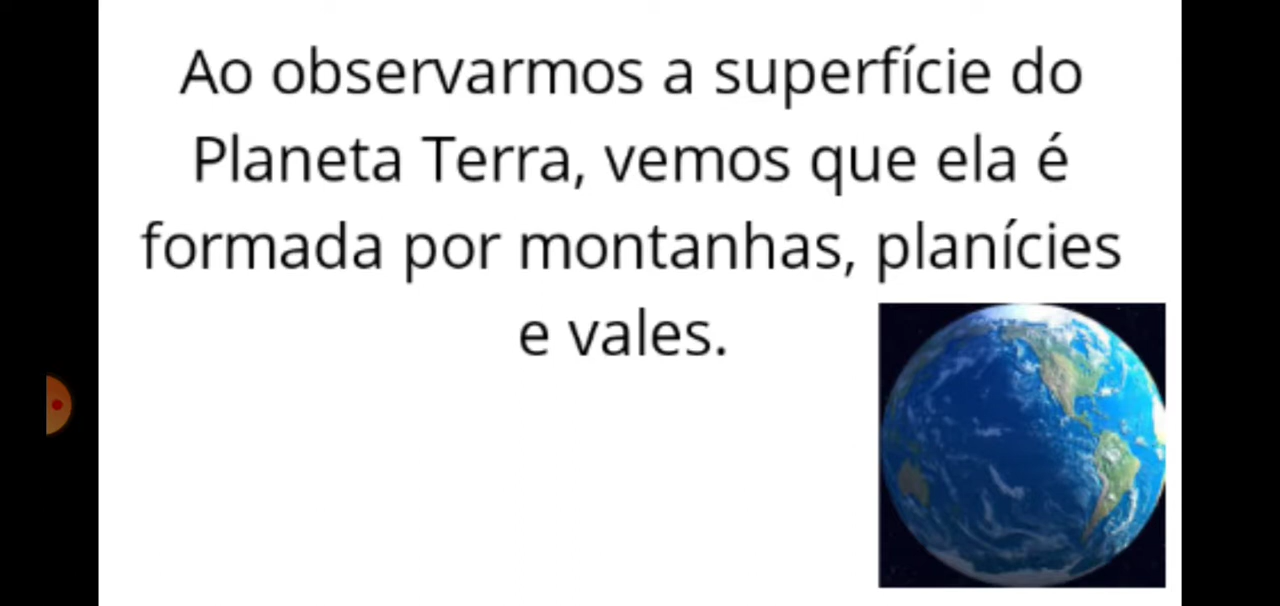 Ao observarmos a superfície do
Planeta Terra, vemos que ela é
formada por montanhas, planícies
e vales.